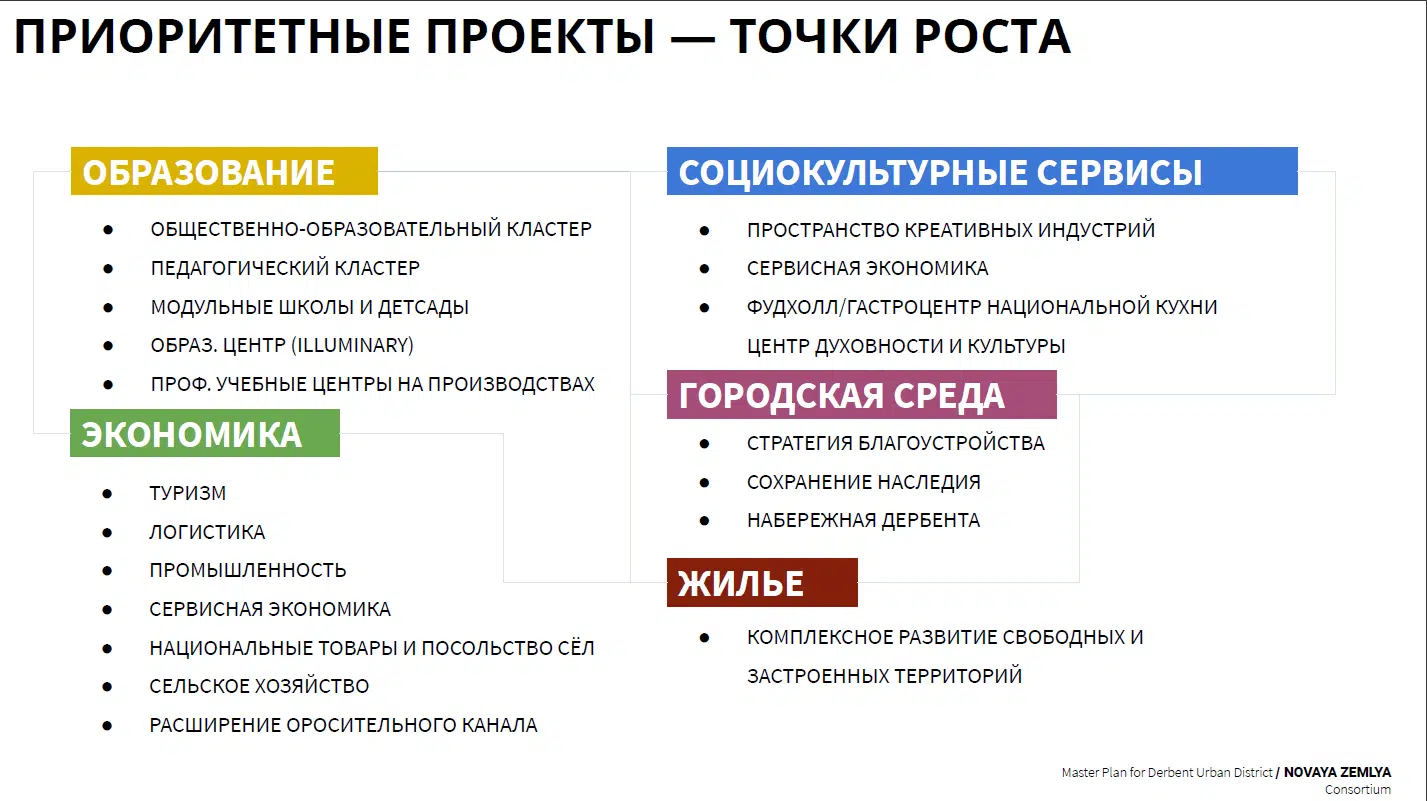 ПРИОРИТЕТНЫЕ ПРОЕКТЫ — ТОЧКИ РОСТА
ОБРАЗОВАНИЕ
● ОБЩЕСТВЕННО-ОБРАЗОВАТЕЛЬНЫЙ КЛАСТЕР
● ПЕДАГОГИЧЕСКИЙ КЛАСТЕР
● МОДУЛЬНЫЕ ШКОЛЫ И ДЕТСАДЫ
● ОБРАЗ. ЦЕНТР (ILLUMINARY)
● ПРОФ. УЧЕБНЫЕ ЦЕНТРЫ НА ПРОИЗВОДСТВАХ
ЭКОНОМИКА
● ТУРИЗМ
● ЛОГИСТИКА
● ПРОМЫШЛЕННОСТЬ
● СЕРВИСНАЯ ЭКОНОМИКА
● НАЦИОНАЛЬНЫЕ ТОВАРЫ И ПОСОЛЬСТВО СЁЛ
● СЕЛЬСКОЕ ХОЗЯЙСТВО
● РАСШИРЕНИЕ ОРОСИТЕЛЬНОГО КАНАЛА
СОЦИОКУЛЬТУРНЫЕ СЕРВИСЫ
● ПРОСТРАНСТВО КРЕАТИВНЫХ ИНДУСТРИЙ
● СЕРВИСНАЯ ЭКОНОМИКА
● ФУДХОЛЛ/ГАСТРОЦЕНТР НАЦИОНАЛЬНОЙ КУХНИ
ЦЕНТР ДУХОВНОСТИ И КУЛЬТУРЫ
ГОРОДСКАЯ СРЕДА
● СТРАТЕГИЯ БЛАГОУСТРОЙСТВА
● СОХРАНЕНИЕ НАСЛЕДИЯ
● НАБЕРЕЖНАЯ ДЕРБЕНТА
ЖИЛЬЕ
● КОМПЛЕКСНОЕ РАЗВИТИЕ СВОБОДНЫХ И
ЗАСТРОЕННЫХ ТЕРРИТОРИЙ
Master Plan for Derbent Urban District / NOVAYA ZEMLYA
Consortium